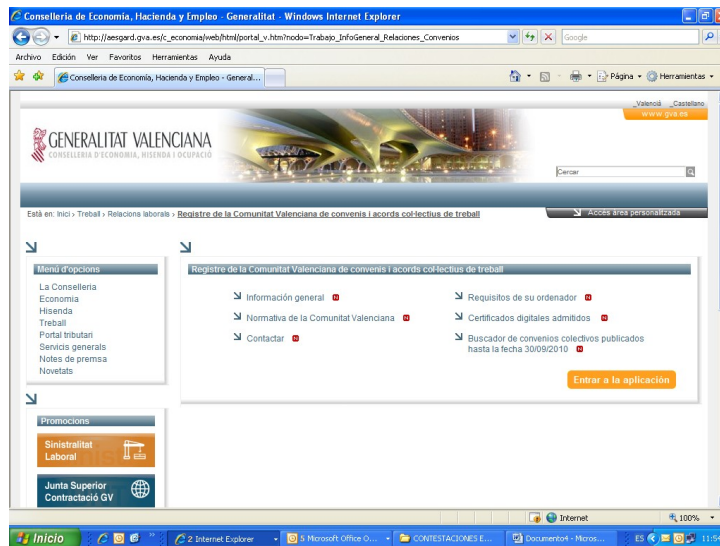 Conselleria de Economía, Hacienda y Empleo - Generalitat - Windows Internet Explorer
http://aesgard.gva.es/c_economia/web/html/portal_v.htm?nodo=Trabajo_InfoGeneral_Relaciones_Convenios
Google
Archivo Edición Ver Favoritos Herramientas Ayuda
Conselleria de Economía, Hacienda y Empleo - General...
Página Herramientas
_Valencià _Castellano
www.gva.es
GENERALITAT VALENCIANA
CONSELLERIA D'ECONOMIA, HISENDA I OCUPACIÓ
Cercar
Està en: Inici > Treball > Relacions laborals > Registre de la Comunitat Valenciana de convenis i acords col·lectius de treball
Accés àrea personalitzada
Menú d'opcions
La Conselleria
Economia
Hisenda
Treball
Portal tributari
Servicis generals
Notes de premsa
Novetats
Registre de la Comunitat Valenciana de convenis i acords col·lectius de treball
Información general
Requisitos de su ordenador
Normativa de la Comunitat Valenciana
Certificados digitales admitidos
Contactar
Buscador de convenios colectivos publicados
hasta la fecha 30/09/2010
Entrar a la aplicación
Promocions
Sinistralitat
Laboral
Junta Superior
Contractació GV
Internet
100%
Inicio
2 Internet Explorer
5 Microsoft Office O...
CONTESTACIONES E...
Documento4 - Micros...
ES
11:54